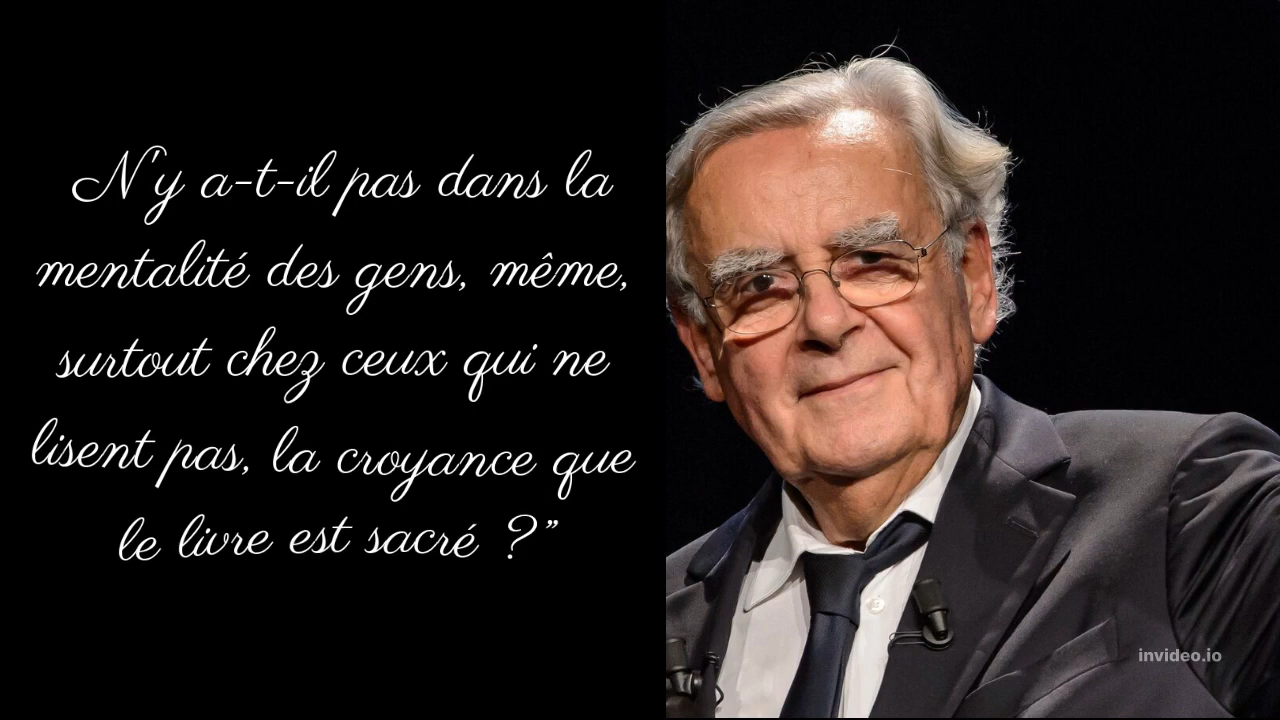 N'y a-t-il pas dans la
mentalité des gens, même,
surtout chez ceux qui ne
lisent pas, la croyance que
le livre est sacré ?”
invideo.io